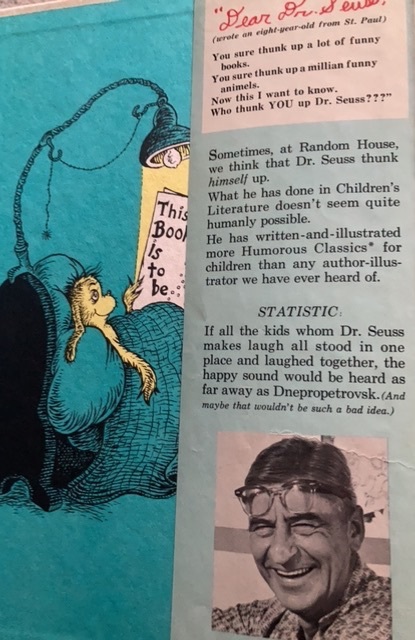 "Dear Dr. Seuss:
(wrote an eight-year-old from St. Paul)
You sure thunk up a lot of funny
books.
You sure thunk up a millian funny
animels.
Now this I want to know.
Who thunk YOU up Dr. Seuss???"
Sometimes, at Random House,
we think that Dr. Seuss thunk
himself up.
What he has done in Children's
Literature doesn't seem quite
humanly possible.
He has written-and-illustrated
more Humorous Classics* for
children than any author-illus-
trator we have ever heard of.
STATISTIC:
If all the kids whom Dr. Seuss
makes laugh all stood in one
place and laughed together, the
happy sound would be heard as
far away as Dnepropetrovsk. (And
maybe that wouldn't be such a bad idea.)
This
Book
is
to
be